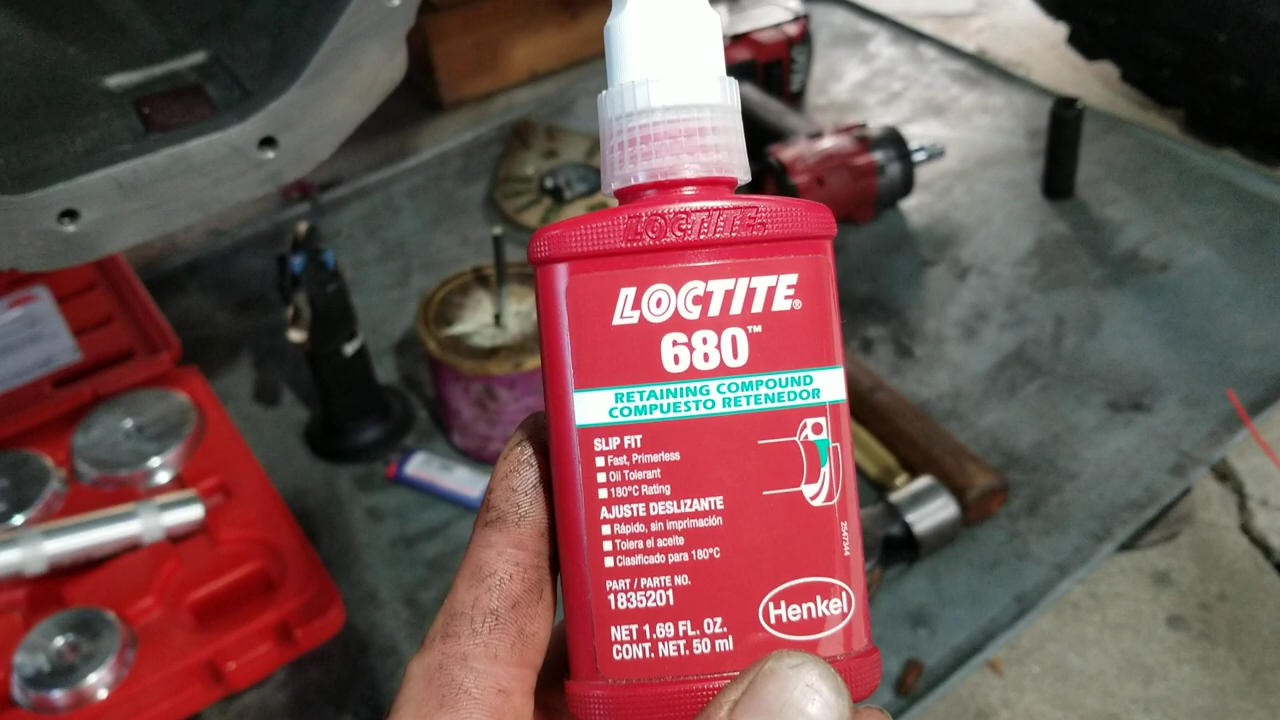 LOCTITE
LOCTITE®
680™
RETAINING COMPOUND
COMPUESTO RETENEDOR
SLIP FIT
■ Fast, Primerless
■ Oil Tolerant
■ 180°C Rating
AJUSTE DESLIZANTE
■ Rápido, sin imprimación
■ Tolera el aceite
■ Clasificado para 180°C
2547344
PART / PARTE NO.
1835201
Henkel
NET 1.69 FL. OZ.
CONT. NET. 50 ml